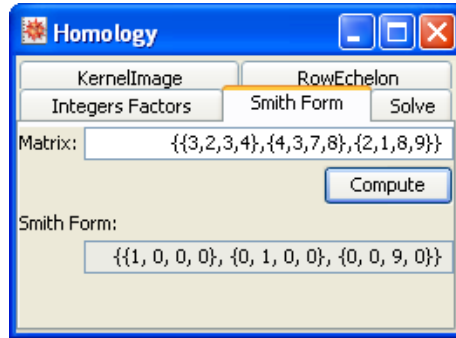 Homology
KernelImage RowEchelon
Integers Factors Smith Form Solve
Matrix: {{3,2,3,4},{4,3,7,8},{2,1,8,9}}
Compute
Smith Form:
{{1, 0, 0, 0}, {0, 1, 0, 0}, {0, 0, 9, 0}}